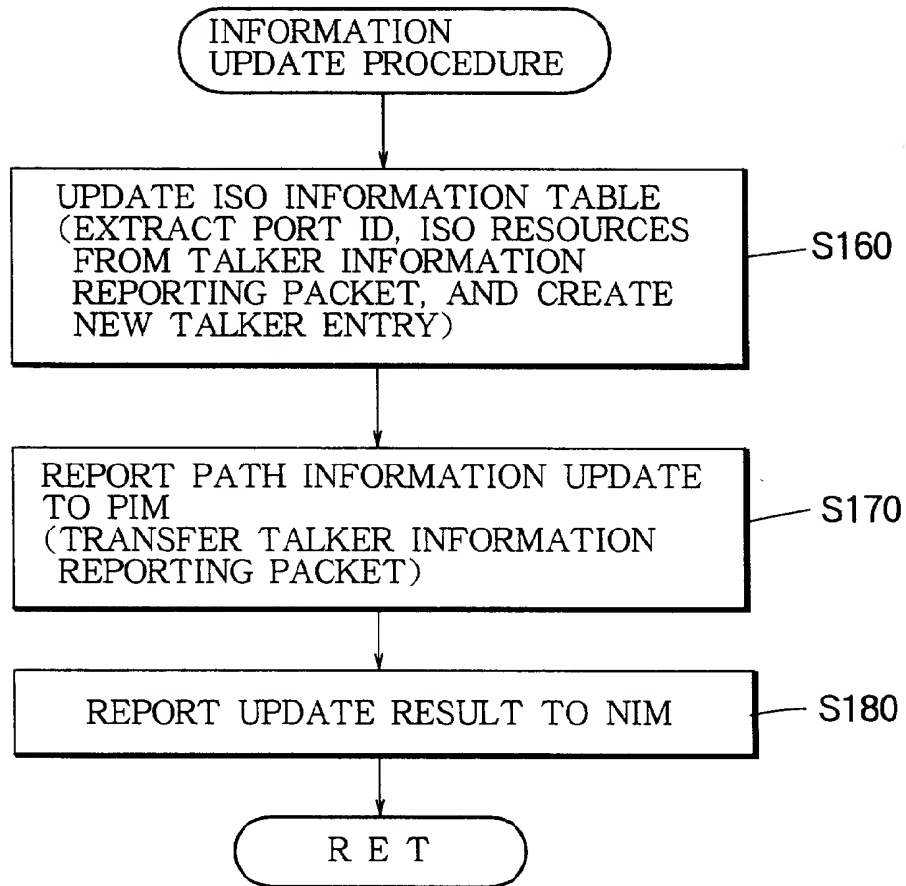 INFORMATION
UPDATE PROCEDURE
UPDATE ISO INFORMATION TABLE
(EXTRACT PORT ID, ISO RESOURCES
FROM TALKER INFORMATION
REPORTING PACKET, AND CREATE
NEW TALKER ENTRY)
S160
REPORT PATH INFORMATION UPDATE
TO PIM
(TRANSFER TALKER INFORMATION
REPORTING PACKET)
S170
REPORT UPDATE RESULT TO NIM
S180
RET